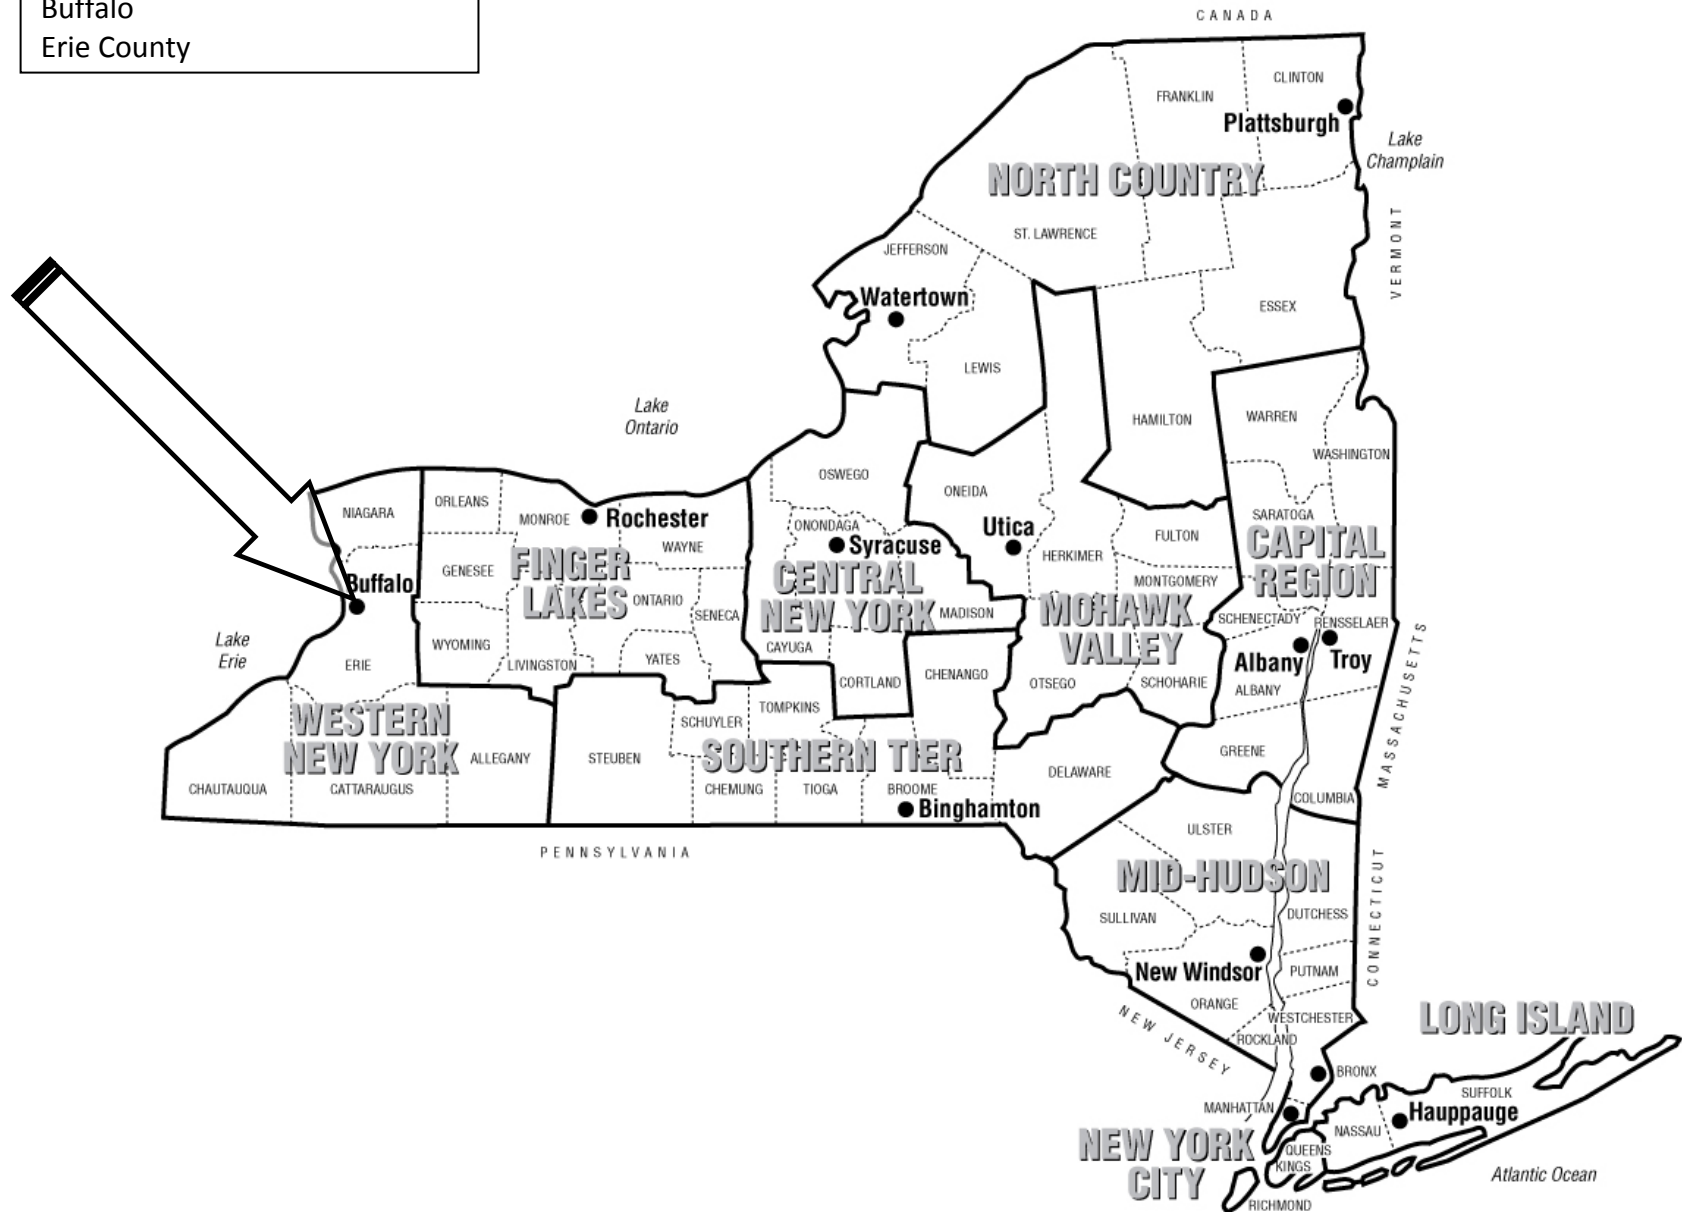 Buffalo
Erie County
CANADA
CLINTON
FRANKLIN
Plattsburgh
Lake
Champlain
NORTH COUNTRY
VERMONT
ST. LAWRENCE
JEFFERSON
Watertown
ESSEX
LEWIS
Lake
Ontario
HAMILTON
WARREN
WASHINGTON
OSWEGO
ONEIDA
ORLEANS
NIAGARA
MONROE
Rochester
ONONDAGA
Utica
SARATOGA
FULTON
WAYNE
Syracuse
HERKIMER
CAPITAL
REGION
GENESEE
FINGER
LAKES
CENTRAL
NEW YORK
MONTGOMERY
Buffalo
ONTARIO
SENECA
MADISON
MOHAWK
VALLEY
SCHENECTADY
RENSSELAER
Lake
Erie
WYOMING
CAYUGA
ERIE
LIVINGSTON
YATES
Albany
Troy
CHENANGO
CORTLAND
OTSEGO
SCHOHARIE
ALBANY
MASSACHUSETTS
TOMPKINS
SCHUYLER
WESTERN
NEW YORK
ALLEGANY
STEUBEN
SOUTHERN TIER
GREENE
DELAWARE
CHAUTAUQUA
CATTARAUGUS
CHEMUNG
TIOGA
BROOME
COLUMBIA
Binghamton
ULSTER
PENNSYLVANIA
MID-HUDSON
CONNECTICUT
SULLIVAN
DUTCHESS
New Windsor
PUTNAM
ORANGE
NEW JERSEY
WESTCHESTER
LONG ISLAND
ROCKLAND
BRONX
SUFFOLK
MANHATTAN
Hauppauge
NASSAU
NEW YORK
CITY
QUEENS
KINGS
Atlantic Ocean
RICHMOND